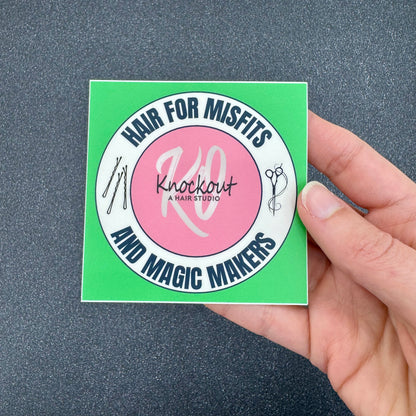 HAIR FOR MISFITS
KO
Knockout
A HAIR STUDIO
AND MAGIC MAKERS